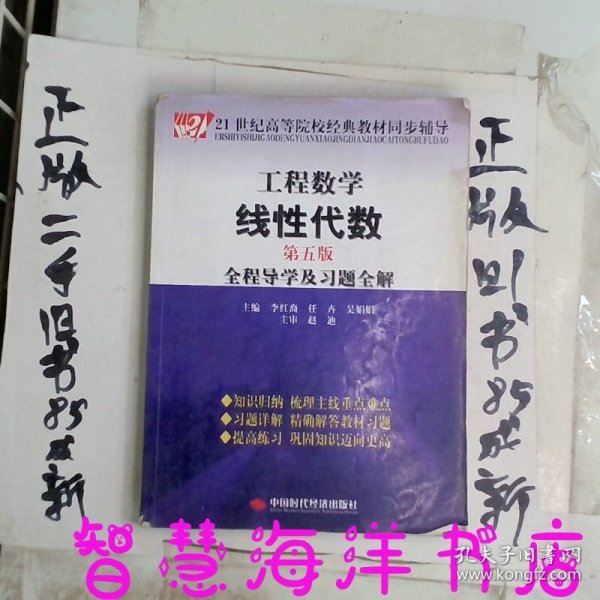 正版二手旧书85成新
21世纪高等院校经典教材同步辅导
ERSHIYISHIJIGAODENGYUANXIAOJINGDIANJIAOCAITONGBUFUDAO
工程数学
线性代数
第五版
全程导学及习题全解
主编 李红裔 任卉 吴娟娟
主审 赵迪
◆知识归纳 梳理主线重点难点
◆习题详解 精确解答教材习题
◆提高练习 巩固知识迈向更高
中国时代经济出版社
正版旧书85成新
智慧海洋书店
孔夫子旧书网
www.kongfz.com